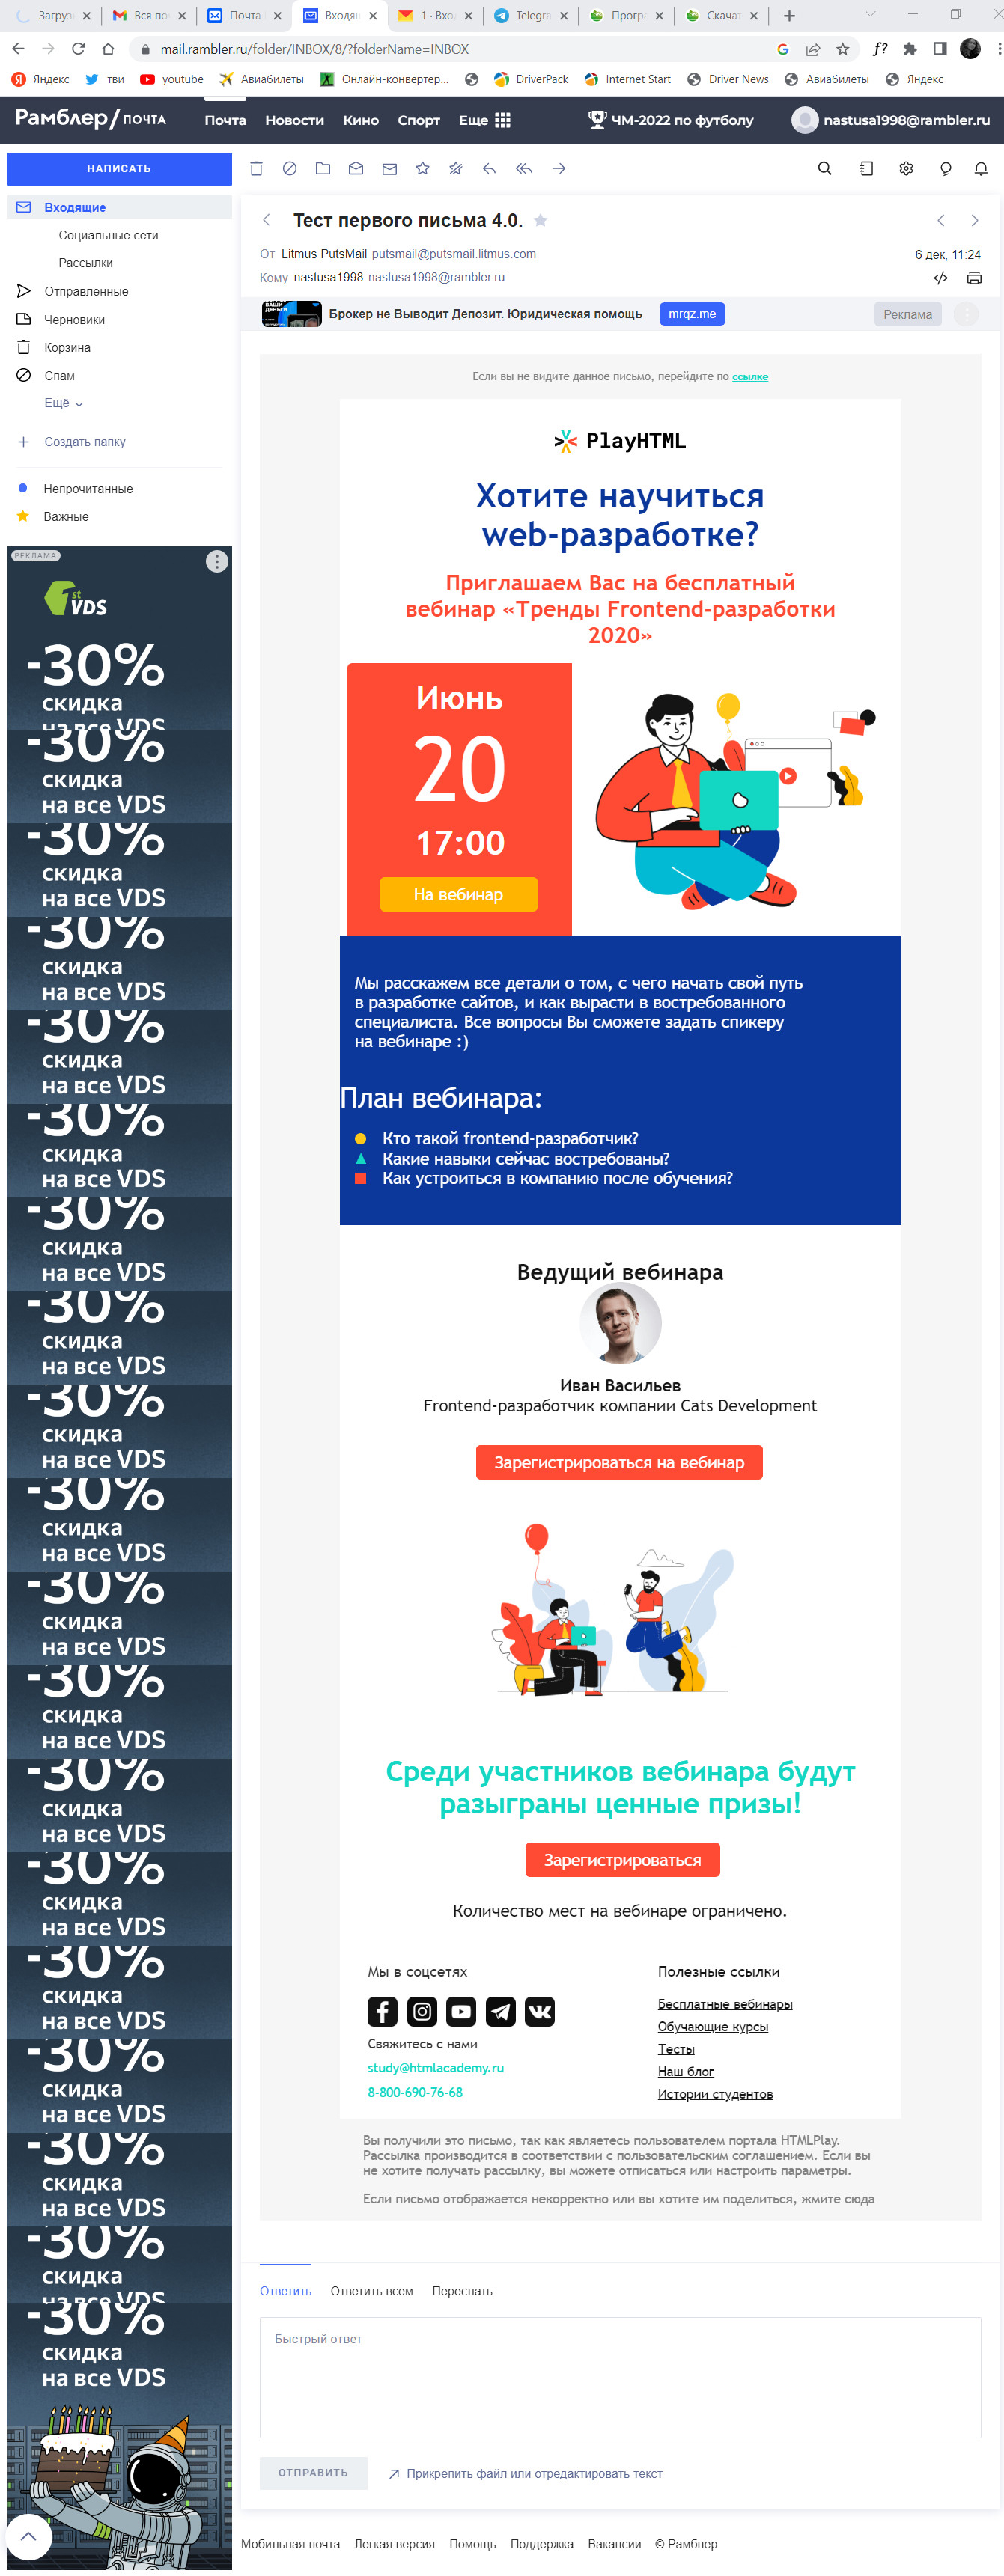 Загруз
Вся по
Почта
Входящ
1 · Вход
Telegra
Програ
Скачат
mail.rambler.ru/folder/INBOX/8/?folderName=INBOX
f?
Яндекс
тви
youtube
Авиабилеты
Онлайн-конвертер...
DriverPack
Internet Start
Driver News
Авиабилеты
Яндекс
Рамблер/ почта
Почта
Новости
Кино
Спорт
Еще
ЧМ-2022 по футболу
nastusa1998@rambler.ru
НАПИСАТЬ
Входящие
Социальные сети
Рассылки
Отправленные
Черновики
Корзина
Спам
Ещё
Создать папку
Непрочитанные
Важные
РЕКЛАМА
1st VDS
-30%
скидка
на все VDS
-30%
скидка
на все VDS
-30%
скидка
на все VDS
-30%
скидка
на все VDS
-30%
скидка
на все VDS
-30%
скидка
на все VDS
-30%
скидка
на все VDS
-30%
скидка
на все VDS
-30%
скидка
на все VDS
-30%
скидка
на все VDS
-30%
скидка
на все VDS
-30%
скидка
на все VDS
-30%
скидка
на все VDS
-30%
скидка
на все VDS
-30%
скидка
на все VDS
-30%
скидка
на все VDS
-30%
скидка
на все VDS
-30%
скидка
на все VDS
-30%
скидка
на все VDS
Тест первого письма 4.0.
От Litmus PutsMail putsmail@putsmail.litmus.com
6 дек, 11:24
Кому nastusa1998 nastusa1998@rambler.ru
ВАШИ
ДЕНЬГИ
Брокер не Выводит Депозит. Юридическая помощь
mrqz.me
Реклама
Если вы не видите данное письмо, перейдите по ссылке
PlayHTML
Хотите научиться
web-разработке?
Приглашаем Вас на бесплатный
вебинар «Тренды Frontend-разработки
2020»
Июнь
20
17:00
На вебинар
Мы расскажем все детали о том, с чего начать свой путь
в разработке сайтов, и как вырасти в востребованного
специалиста. Все вопросы Вы сможете задать спикеру
на вебинаре :)
План вебинара:
Кто такой frontend-разработчик?
Какие навыки сейчас востребованы?
Как устроиться в компанию после обучения?
Ведущий вебинара
Иван Васильев
Frontend-разработчик компании Cats Development
Зарегистрироваться на вебинар
Среди участников вебинара будут
разыграны ценные призы!
Зарегистрироваться
Количество мест на вебинаре ограничено.
Мы в соцсетях
Свяжитесь с нами
study@htmlacademy.ru
8-800-690-76-68
Полезные ссылки
Бесплатные вебинары
Обучающие курсы
Тесты
Наш блог
Истории студентов
Вы получили это письмо, так как являетесь пользователем портала HTMLPlay.
Рассылка производится в соответствии с пользовательским соглашением. Если вы
не хотите получать рассылку, вы можете отписаться или настроить параметры.
Если письмо отображается некорректно или вы хотите им поделиться, жмите сюда
Ответить
Ответить всем
Переслать
Быстрый ответ
ОТПРАВИТЬ
Прикрепить файл или отредактировать текст
Мобильная почта
Легкая версия
Помощь
Поддержка
Вакансии
© Рамблер